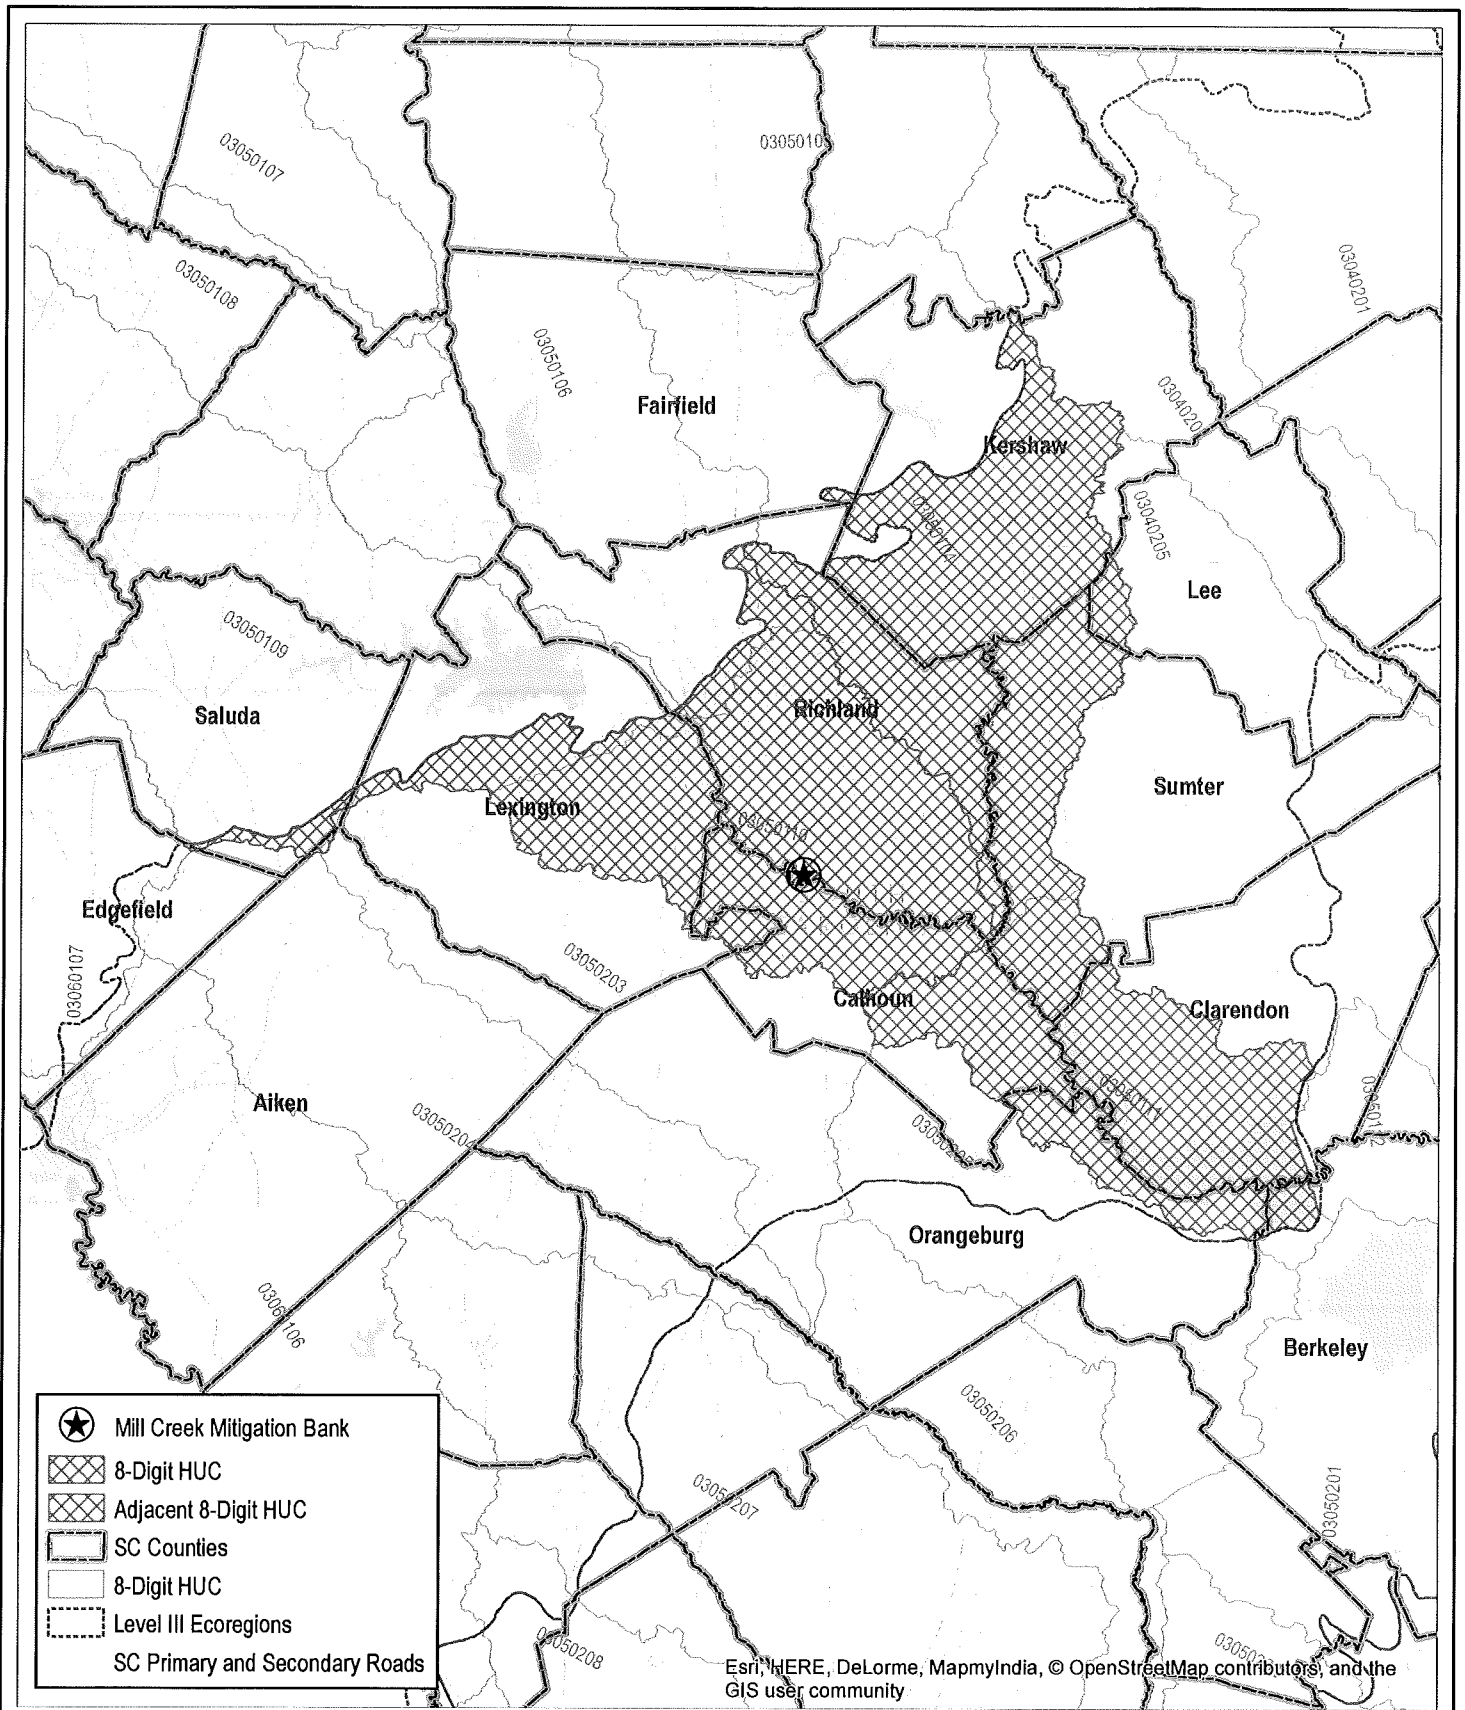 03050107
03040201
03050108
03050106
Fairfield
Kershaw
03040205
Lee
03050109
Saluda
Richland
Sumter
Lexington
03050110
Edgefield
03060107
03050203
Calhoun
Clarendon
Aiken
03050204
03050111
03050112
Orangeburg
Berkeley
03050206
03050207
03050201
03050208
Mill Creek Mitigation Bank
8-Digit HUC
Adjacent 8-Digit HUC
SC Counties
8-Digit HUC
Level III Ecoregions
SC Primary and Secondary Roads
Esri, HERE, DeLorme, MapmyIndia, © OpenStreetMap contributors, and the
GIS user community